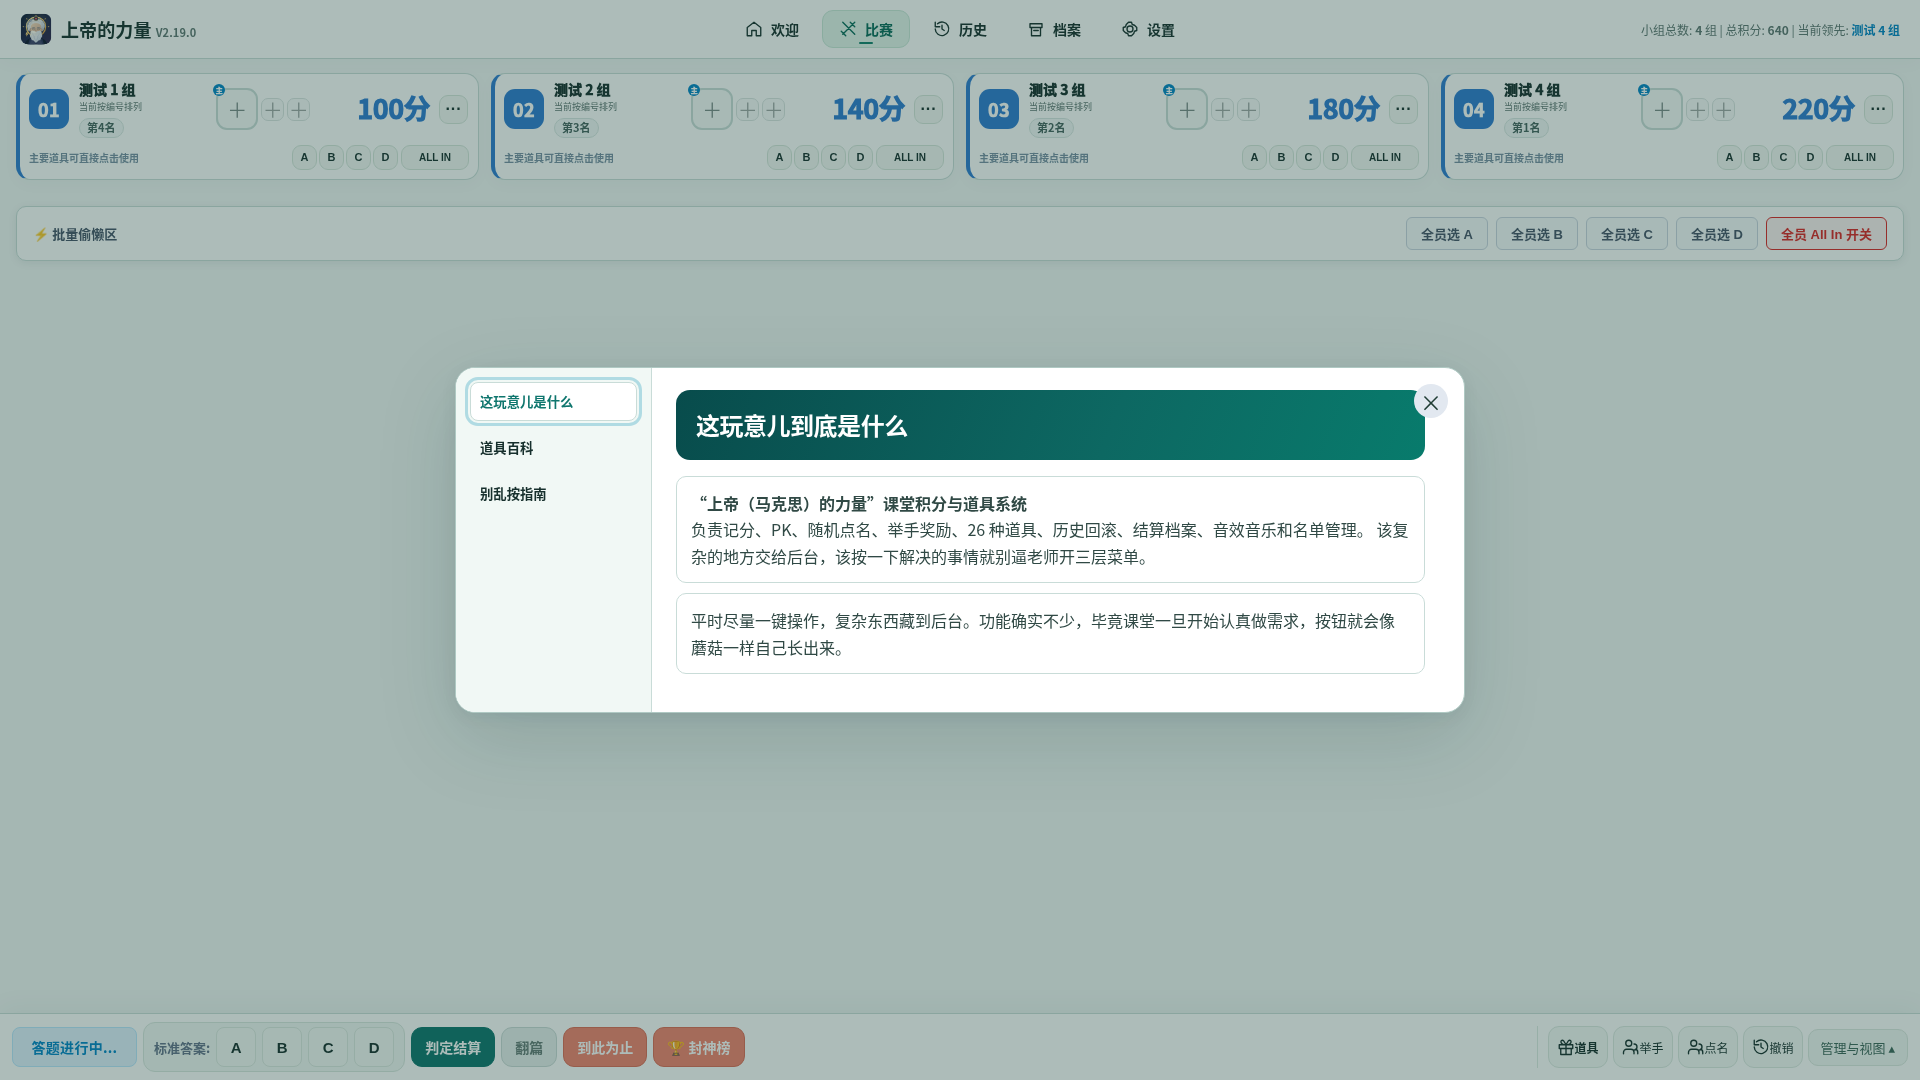 上帝的力量 V2.19.0
欢迎
比赛
历史
档案
设置
小组总数: 4 组 | 总积分: 640 | 当前领先: 测试 4 组
01
测试 1 组
当前按编号排列
第4名
主
100分
主要道具可直接点击使用
A B C D ALL IN
02
测试 2 组
当前按编号排列
第3名
主
140分
主要道具可直接点击使用
A B C D ALL IN
03
测试 3 组
当前按编号排列
第2名
主
180分
主要道具可直接点击使用
A B C D ALL IN
04
测试 4 组
当前按编号排列
第1名
主
220分
主要道具可直接点击使用
A B C D ALL IN
⚡ 批量偷懒区
全员选 A
全员选 B
全员选 C
全员选 D
全员 All In 开关
这玩意儿是什么
道具百科
别乱按指南
这玩意儿到底是什么
“上帝（马克思）的力量”课堂积分与道具系统
负责记分、PK、随机点名、举手奖励、26 种道具、历史回滚、结算档案、音效音乐和名单管理。 该复
杂的地方交给后台，该按一下解决的事情就别逼老师开三层菜单。
平时尽量一键操作，复杂东西藏到后台。功能确实不少，毕竟课堂一旦开始认真做需求，按钮就会像
蘑菇一样自己长出来。
答题进行中...
标准答案: A B C D
判定结算
翻篇
到此为止
🏆 封神榜
道具
举手
点名
撤销
管理与视图 ▴